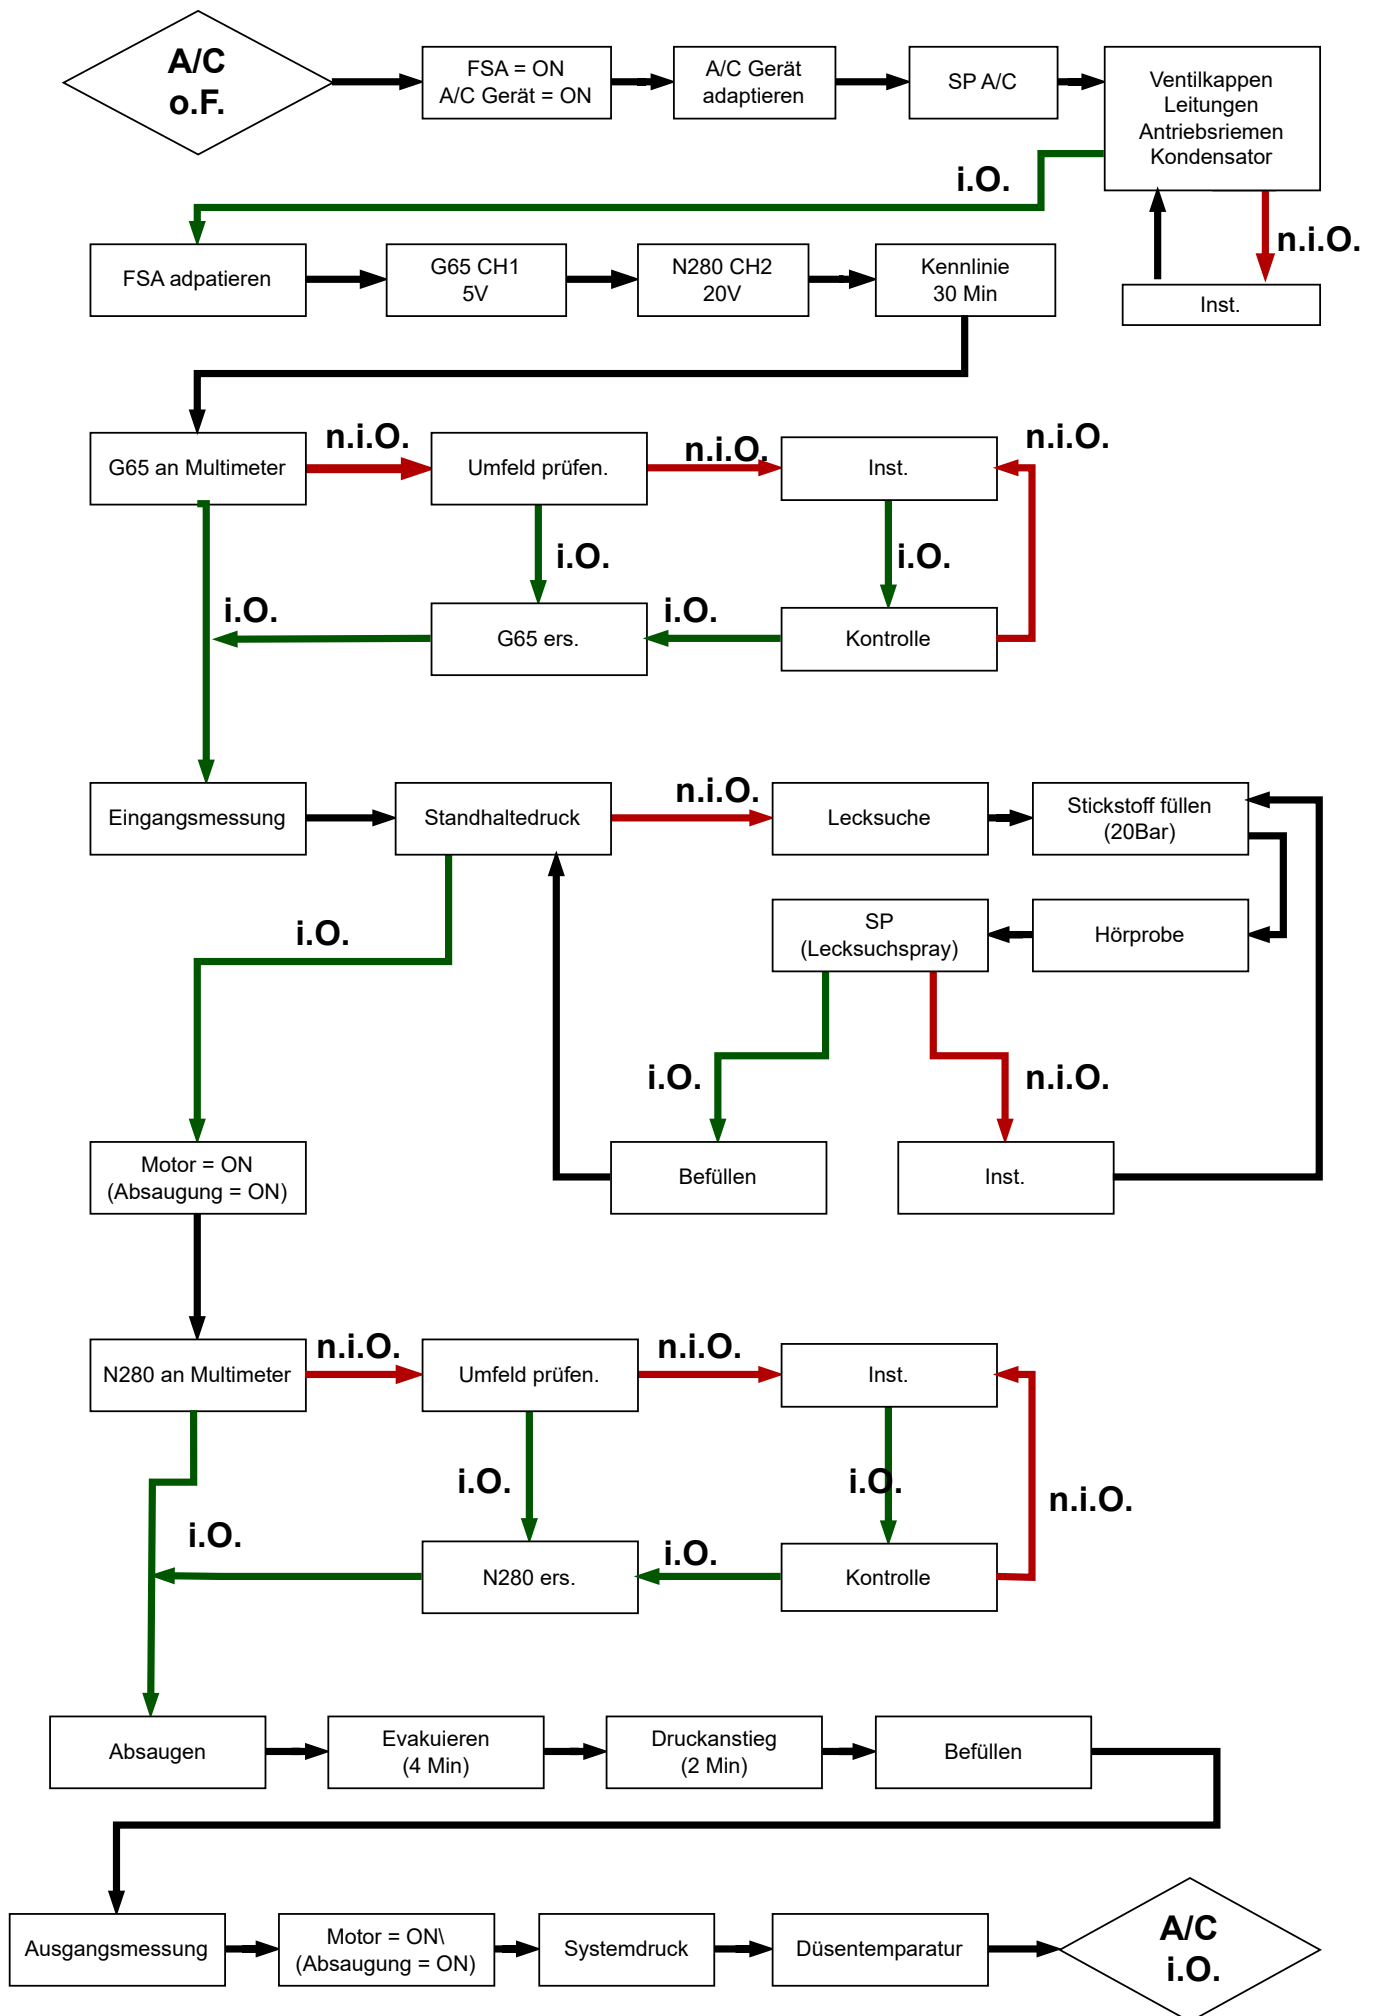 A/C
o.F.
FSA = ON
A/C Gerät = ON
A/C Gerät
adaptieren
SP A/C
Ventilkappen
Leitungen
Antriebsriemen
Kondensator
i.O.
n.i.O.
FSA adpatieren
G65 CH1
5V
N280 CH2
20V
Kennlinie
30 Min
Inst.
G65 an Multimeter
n.i.O.
Umfeld prüfen.
n.i.O.
Inst.
n.i.O.
i.O.
i.O.
i.O.
G65 ers.
i.O.
Kontrolle
Eingangsmessung
Standhaltedruck
n.i.O.
Lecksuche
Stickstoff füllen
(20Bar)
i.O.
SP
(Lecksuchspray)
Hörprobe
i.O.
n.i.O.
Motor = ON
(Absaugung = ON)
Befüllen
Inst.
N280 an Multimeter
n.i.O.
Umfeld prüfen.
n.i.O.
Inst.
i.O.
i.O.
n.i.O.
i.O.
N280 ers.
i.O.
Kontrolle
Absaugen
Evakuieren
(4 Min)
Druckanstieg
(2 Min)
Befüllen
Ausgangsmessung
Motor = ON\
(Absaugung = ON)
Systemdruck
Düsentemparatur
A/C
i.O.